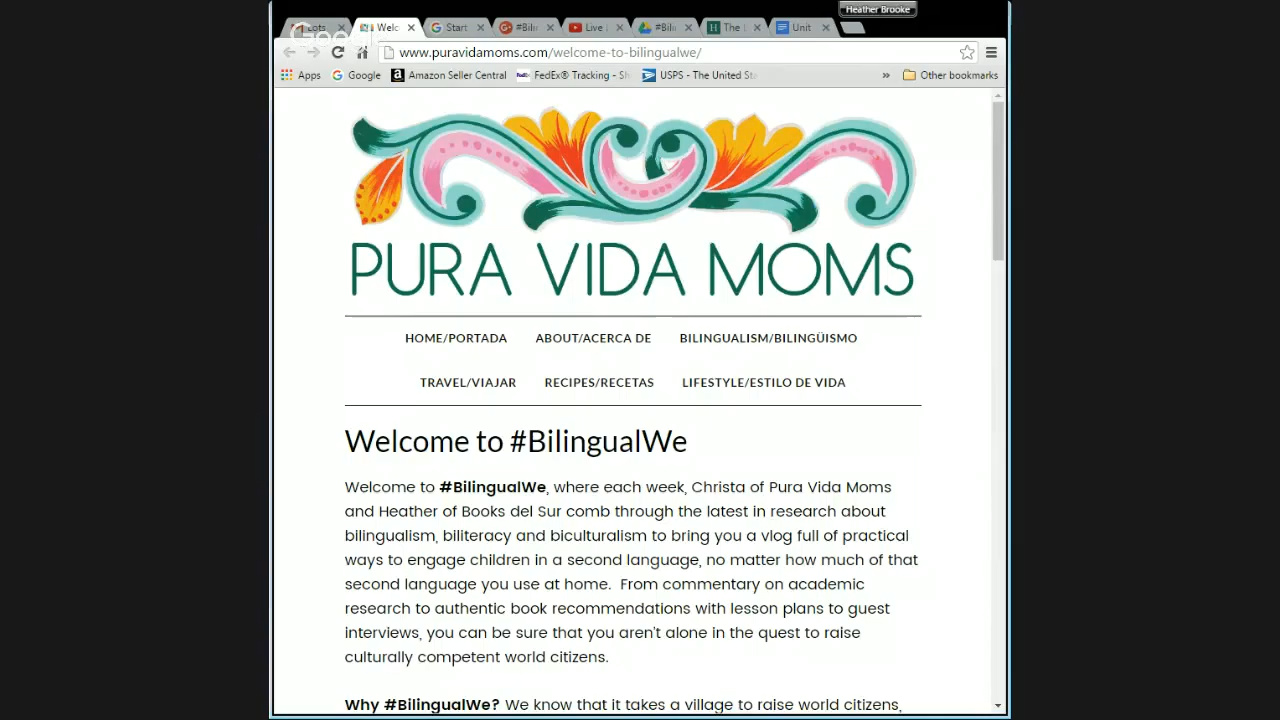 Heather Brooke
Welc
Start
#Bili
Live |
#Bili
The |
Unit
www.puravidamoms.com/welcome-to-bilingualwe/
Apps Google Amazon Seller Central FedEx® Tracking - Sh USPS - The United Sta » Other bookmarks
PURA VIDA MOMS
HOME/PORTADA ABOUT/ACERCA DE BILINGUALISM/BILINGÜISMO
TRAVEL/VIAJAR RECIPES/RECETAS LIFESTYLE/ESTILO DE VIDA
Welcome to #BilingualWe
Welcome to #BilingualWe, where each week, Christa of Pura Vida Moms
and Heather of Books del Sur comb through the latest in research about
bilingualism, biliteracy and biculturalism to bring you a vlog full of practical
ways to engage children in a second language, no matter how much of that
second language you use at home. From commentary on academic
research to authentic book recommendations with lesson plans to guest
interviews, you can be sure that you aren't alone in the quest to raise
culturally competent world citizens.
Why #BilingualWe? We know that it takes a village to raise world citizens,